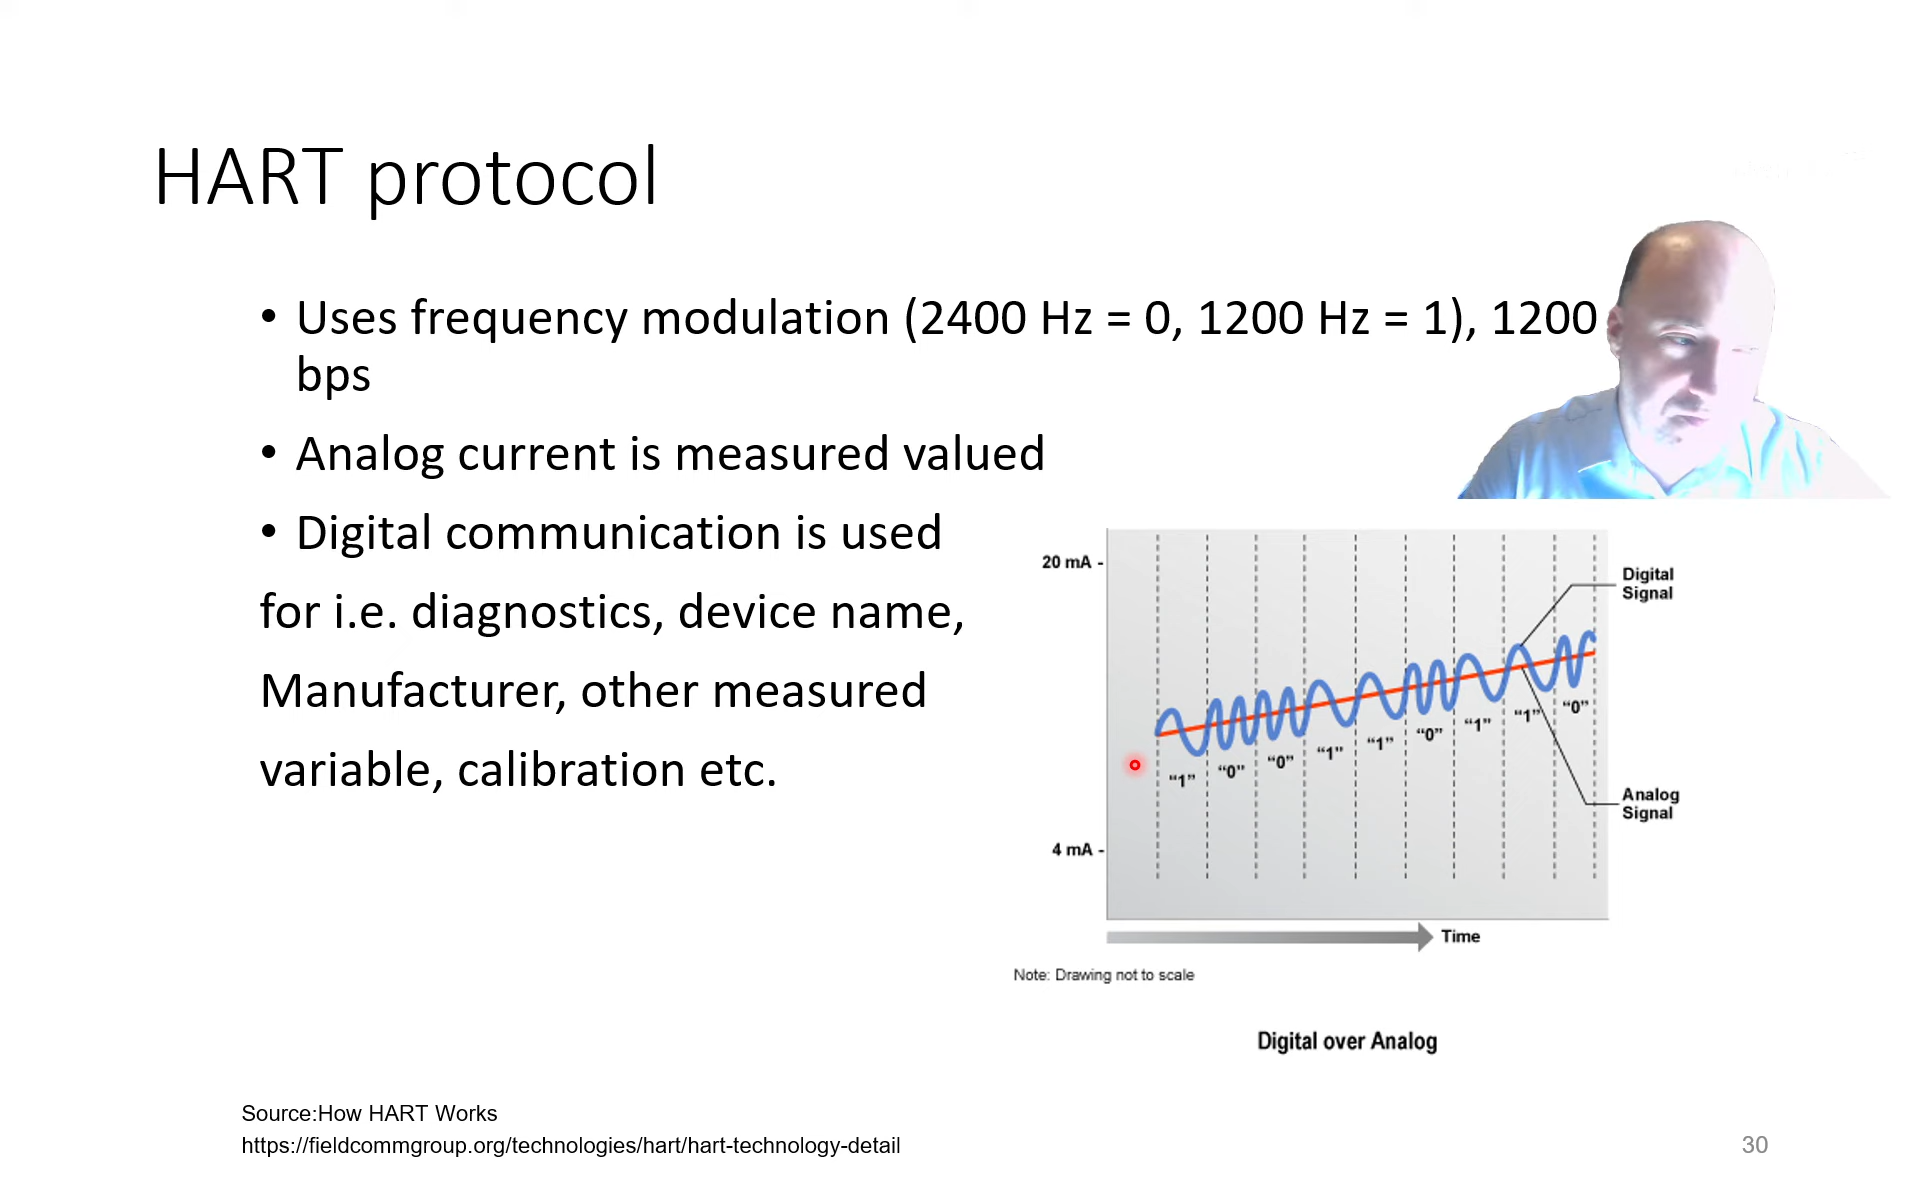 HART protocol
• Uses frequency modulation (2400 Hz = 0, 1200 Hz = 1), 1200
bps
• Analog current is measured valued
• Digital communication is used
for i.e. diagnostics, device name,
Manufacturer, other measured
variable, calibration etc.
20 mA -
Digital
Signal
“1” “0” “0” “1” “1” “0” “1” “1” “0”
Analog
Signal
4 mA -
Time
Note: Drawing not to scale
Digital over Analog
Source:How HART Works
https://fieldcommgroup.org/technologies/hart/hart-technology-detail
30